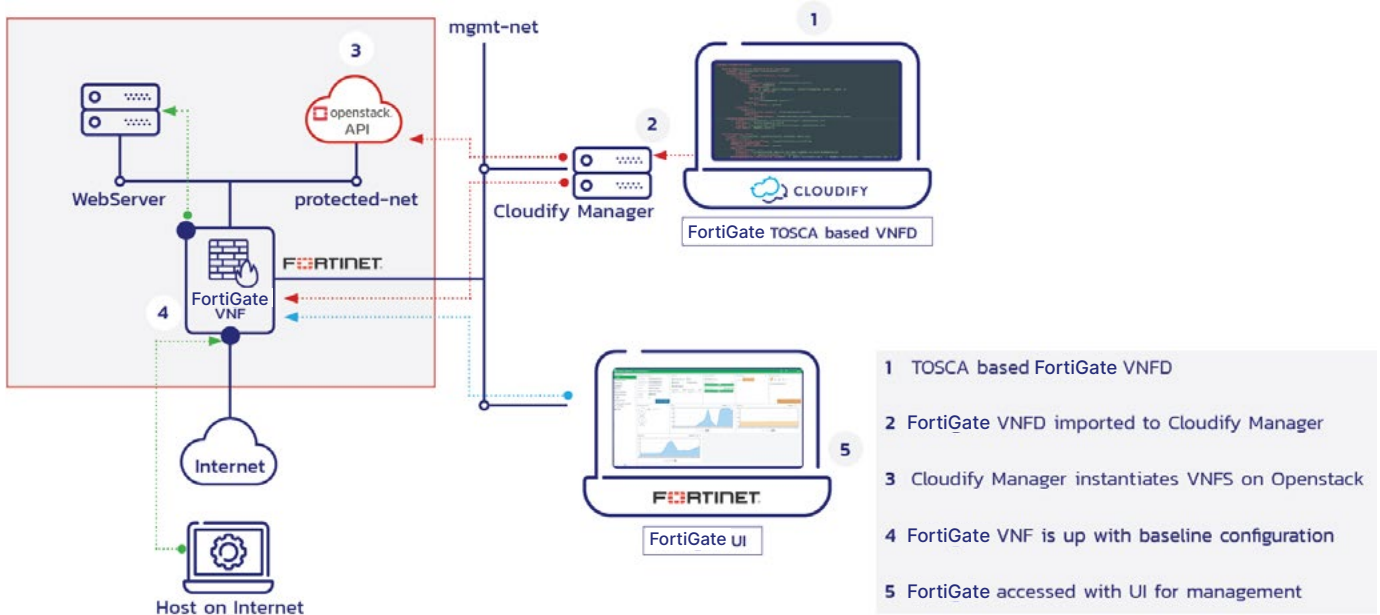 mgmt-net
1
3
openstack.
API
2
WebServer
protected-net
Cloudify Manager
CLOUDIFY
FortiGate TOSCA based VNFD
FORTINET
FortiGate
VNF
4
Internet
Host on Internet
5
FORTINET
FortiGate UI
1 TOSCA based FortiGate VNFD
2 FortiGate VNFD imported to Cloudify Manager
3 Cloudify Manager instantiates VNFS on Openstack
4 FortiGate VNF is up with baseline configuration
5 FortiGate accessed with UI for management